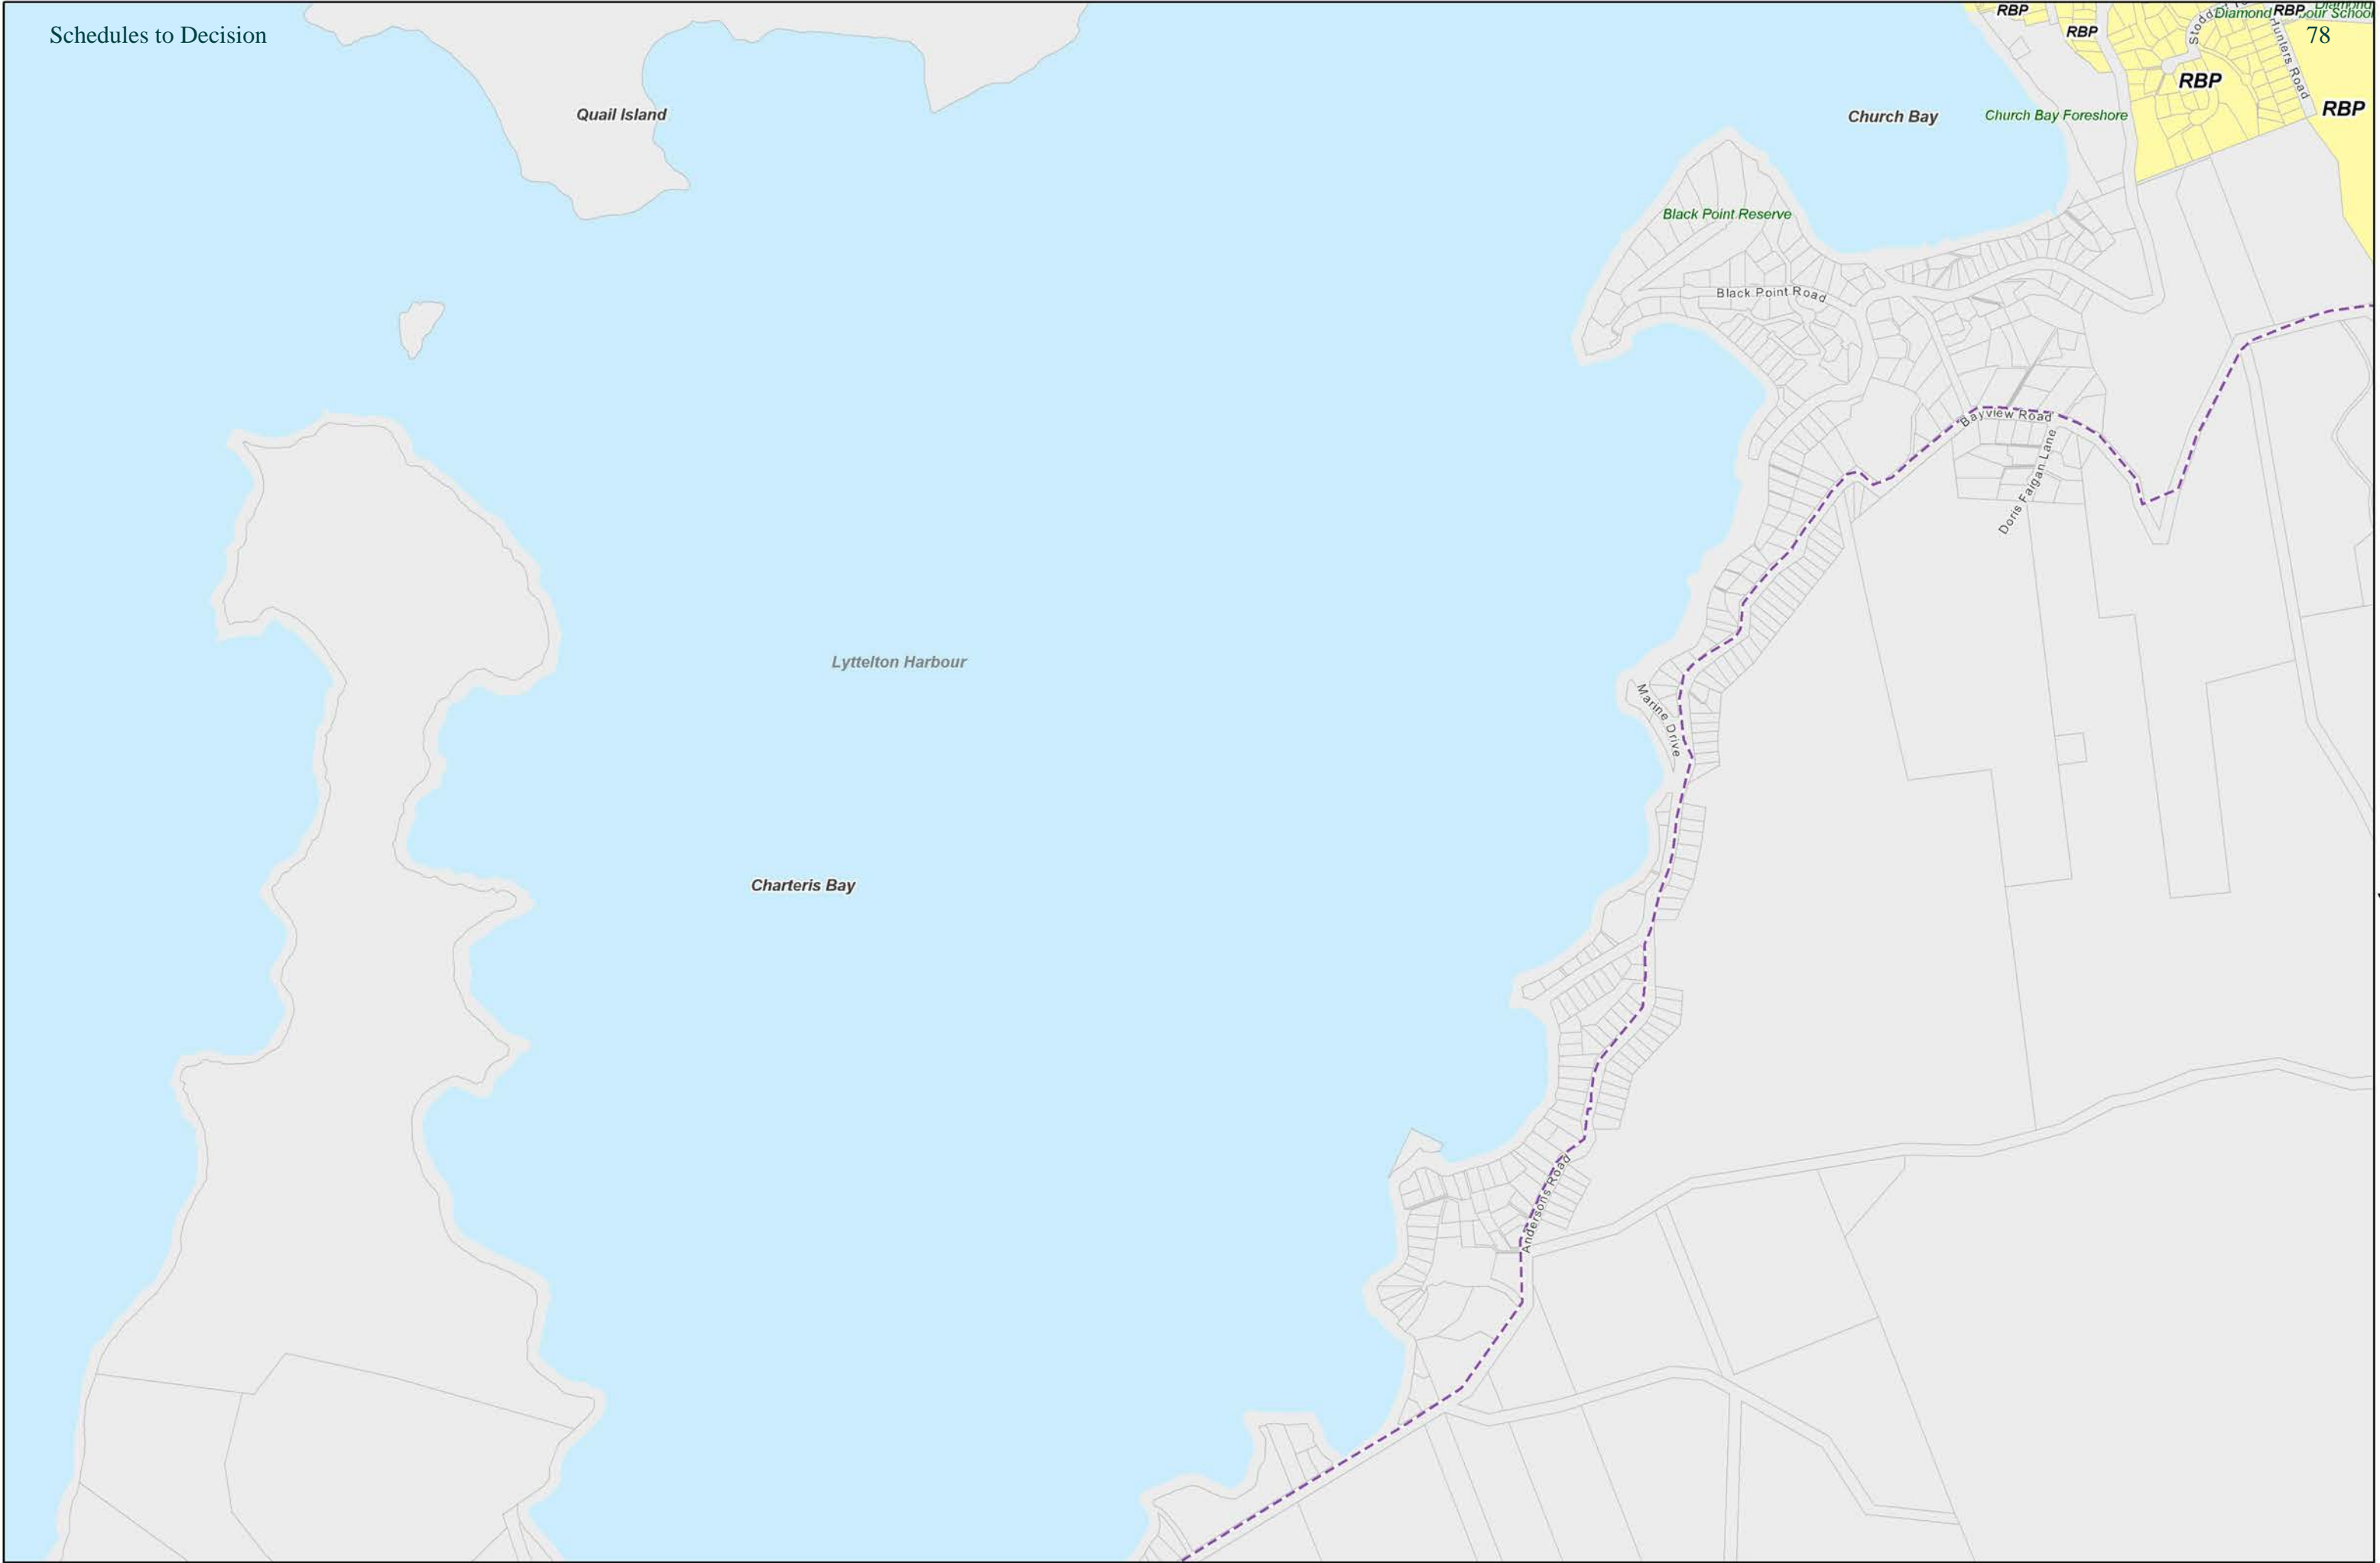 Schedules to Decision
78
RBP
RBP
RBP
RBP
RBP
Diamond
Hunters Road
Quail Island
Church Bay
Church Bay Foreshore
Black Point Reserve
Black Point Road
Bayview Road
Doris Faigan Lane
Lyttelton Harbour
Marine Drive
Charteris Bay
Andersons Road